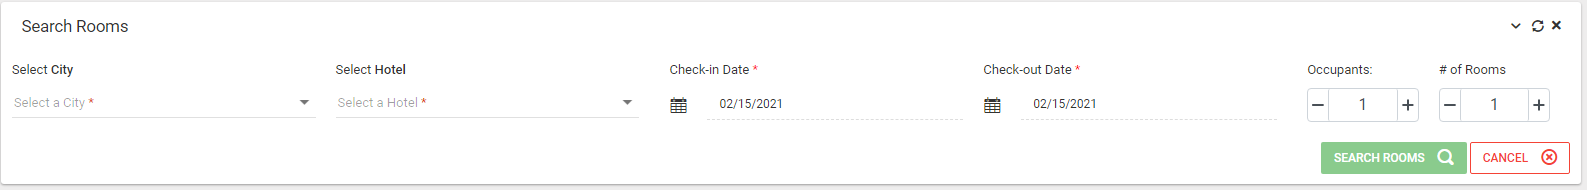 Search Rooms
Select City
Select Hotel
Check-in Date *
Check-out Date *
Occupants:
# of Rooms
Select a City *
Select a Hotel *
02/15/2021
02/15/2021
− 1 +
− 1 +
SEARCH ROOMS
CANCEL